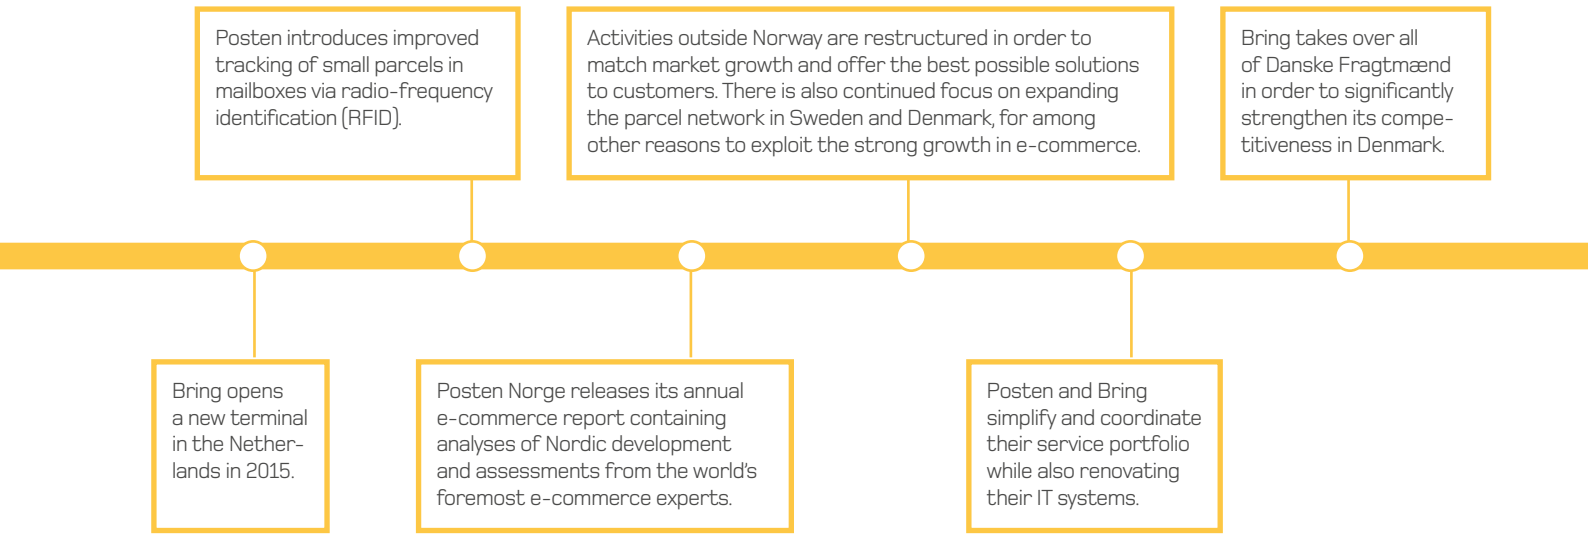 Posten introduces improved
tracking of small parcels in
mailboxes via radio-frequency
identification (RFID).
Activities outside Norway are restructured in order to
match market growth and offer the best possible solutions
to customers. There is also continued focus on expanding
the parcel network in Sweden and Denmark, for among
other reasons to exploit the strong growth in e-commerce.
Bring takes over all
of Danske Fragtmænd
in order to significantly
strengthen its compe-
titiveness in Denmark.
Bring opens
a new terminal
in the Nether-
lands in 2015.
Posten Norge releases its annual
e-commerce report containing
analyses of Nordic development
and assessments from the world's
foremost e-commerce experts.
Posten and Bring
simplify and coordinate
their service portfolio
while also renovating
their IT systems.